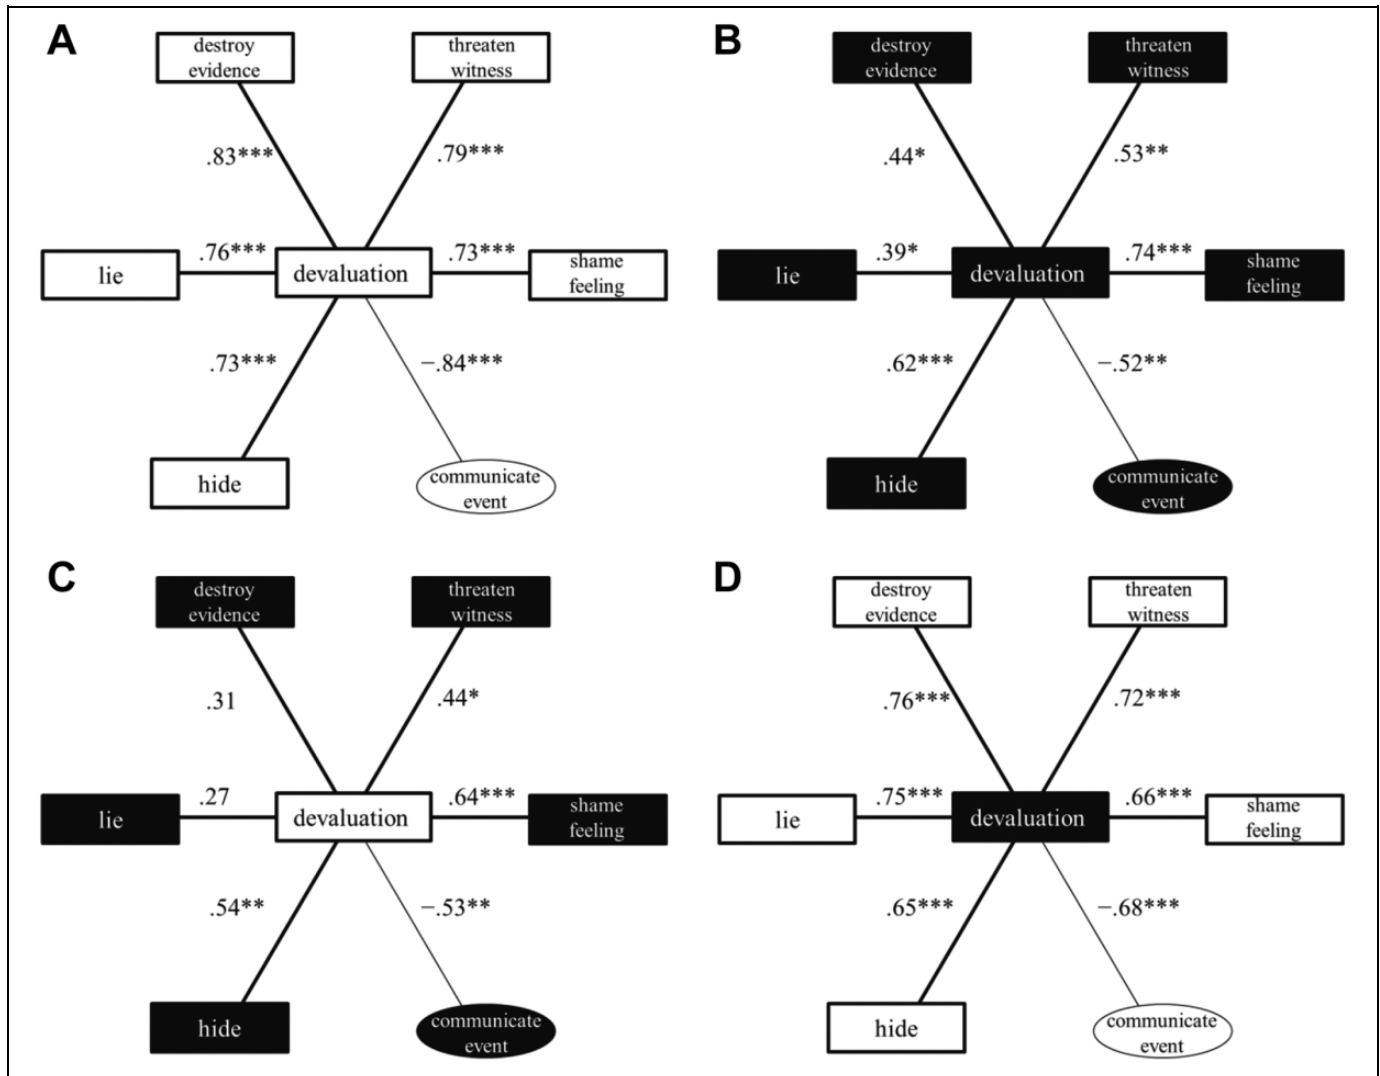 A
destroy
evidence
threaten
witness
.83***
.79***
lie
.76***
devaluation
.73***
shame
feeling
.73***
−.84***
hide
communicate
event
B
destroy
evidence
threaten
witness
.44*
.53**
lie
.39*
devaluation
.74***
shame
feeling
.62***
−.52**
hide
communicate
event
C
destroy
evidence
threaten
witness
.31
.44*
lie
.27
devaluation
.64***
shame
feeling
.54**
−.53**
hide
communicate
event
D
destroy
evidence
threaten
witness
.76***
.72***
lie
.75***
devaluation
.66***
shame
feeling
.65***
−.68***
hide
communicate
event